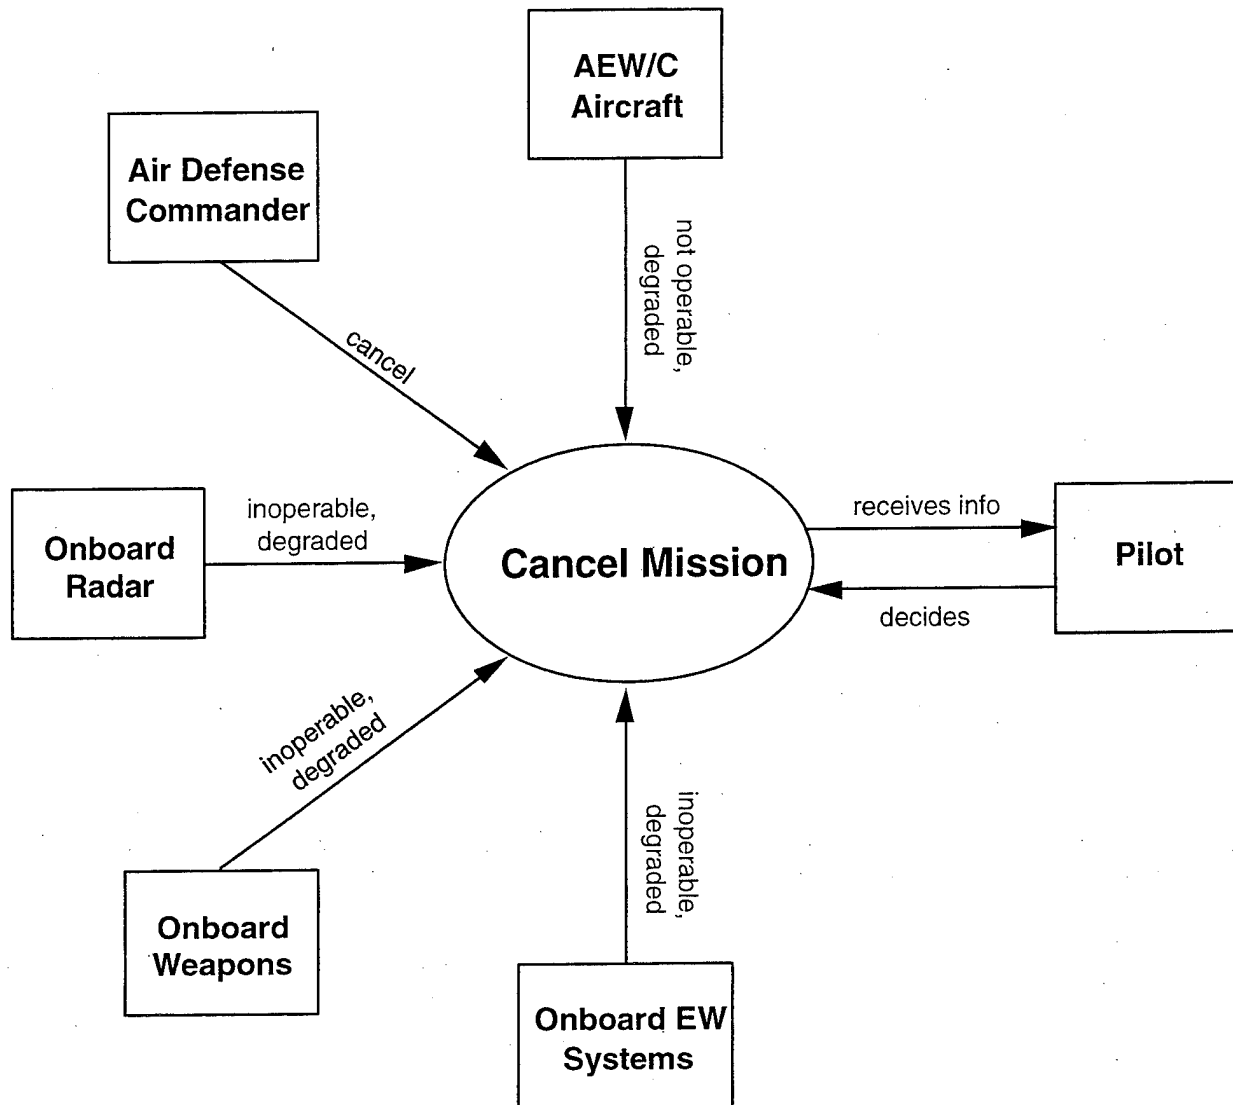 AEW/C
Aircraft
Air Defense
Commander
not operable,
degraded
cancel
inoperable,
degraded
Onboard
Radar
Cancel Mission
receives info
decides
Pilot
inoperable,
degraded
Onboard
Weapons
inoperable,
degraded
Onboard EW
Systems